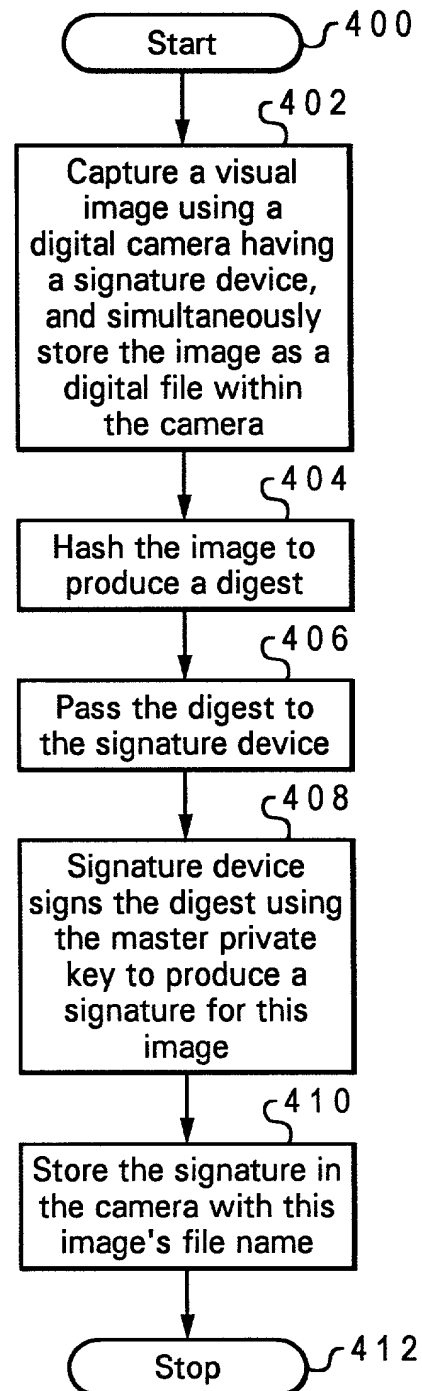 Start
400
402
Capture a visual
image using a
digital camera having
a signature device,
and simultaneously
store the image as a
digital file within
the camera
404
Hash the image to
produce a digest
406
Pass the digest to
the signature device
408
Signature device
signs the digest using
the master private
key to produce a
signature for this
image
410
Store the signature in
the camera with this
image's file name
Stop
412